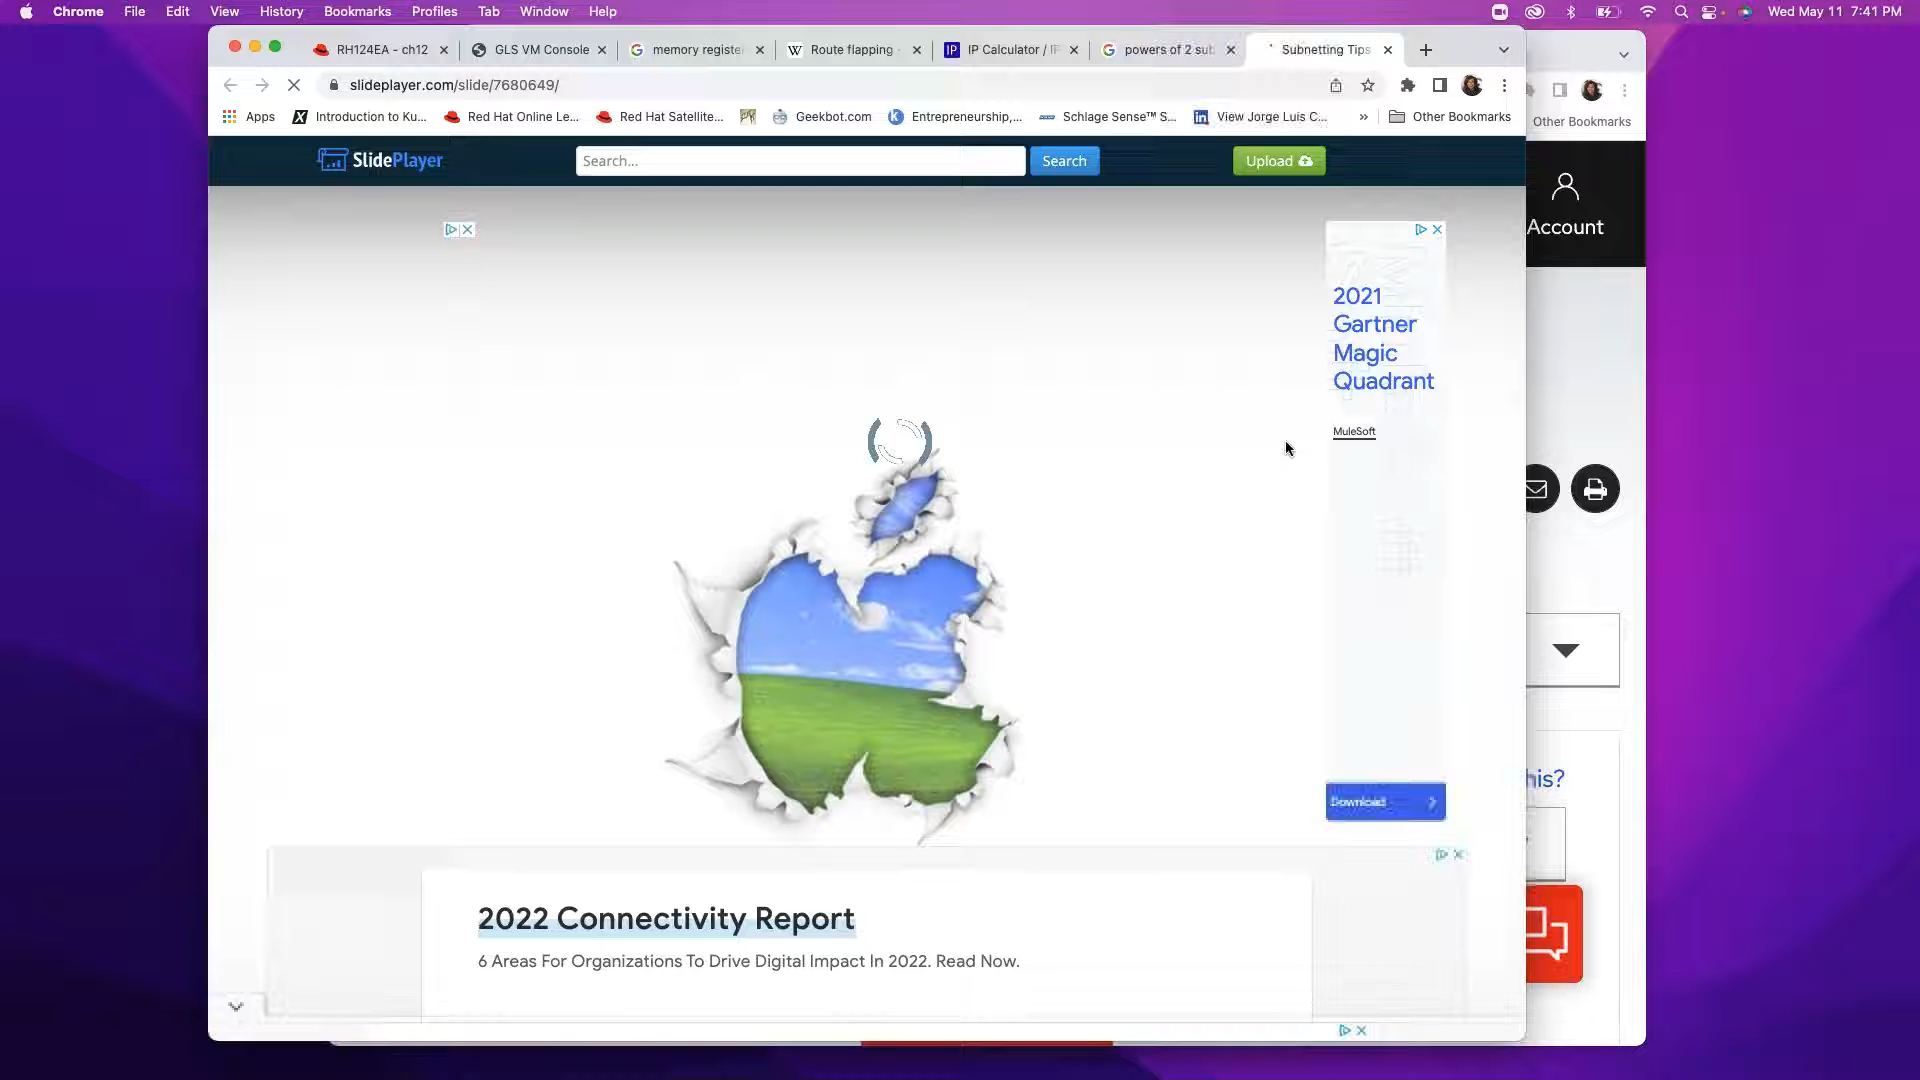 Chrome File Edit View History Bookmarks Profiles Tab Window Help Wed May 11 7:41 PM
RH124EA - ch12 GLS VM Console memory registe Route flapping - IP Calculator / IP powers of 2 sub Subnetting Tips
slideplayer.com/slide/7680649/
Apps Introduction to Ku... Red Hat Online Le... Red Hat Satellite... Geekbot.com Entrepreneurship,... Schlage Sense™ S... View Jorge Luis C... » Other Bookmarks
Other Bookmarks
SlidePlayer Search... Search Upload
Account
2021
Gartner
Magic
Quadrant
MuleSoft
his?
Download
2022 Connectivity Report
6 Areas For Organizations To Drive Digital Impact In 2022. Read Now.